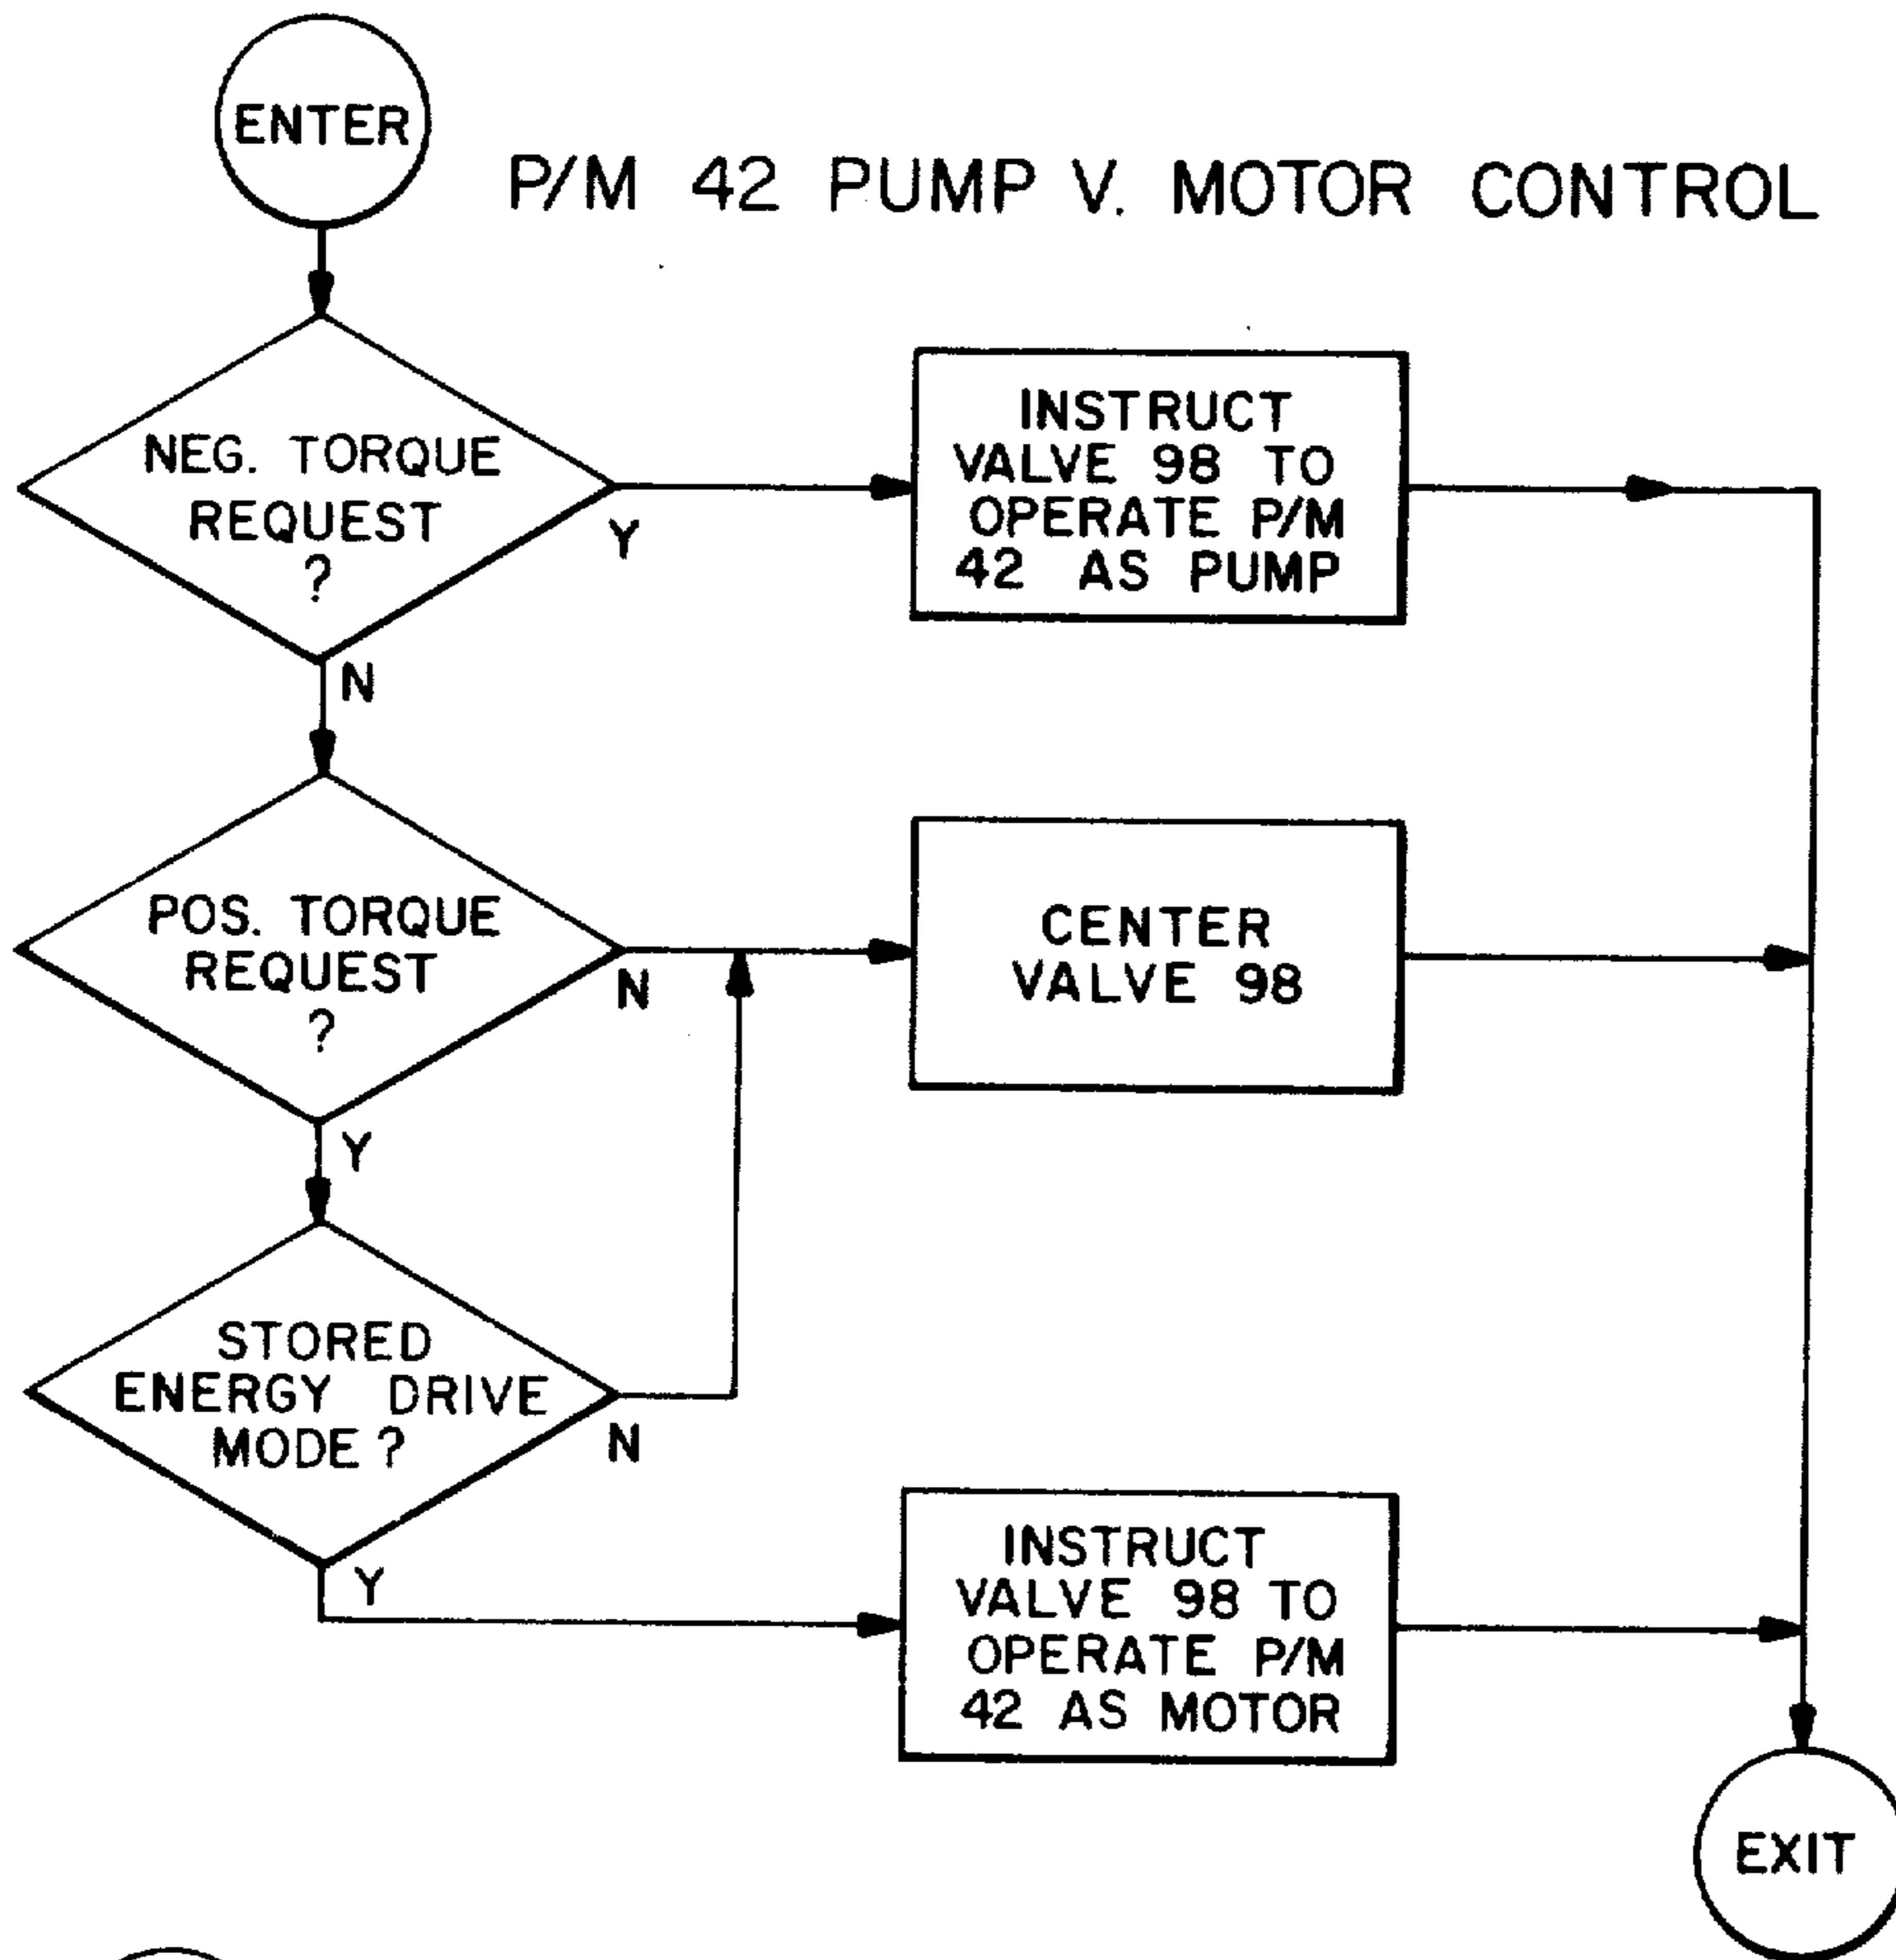 ENTER
P/M 42 PUMP V. MOTOR CONTROL
NEG. TORQUE
REQUEST
?
Y
N
INSTRUCT
VALVE 98 TO
OPERATE P/M
42 AS PUMP
POS. TORQUE
REQUEST
?
N
Y
CENTER
VALVE 98
STORED
ENERGY DRIVE
MODE ?
N
Y
INSTRUCT
VALVE 98 TO
OPERATE P/M
42 AS MOTOR
EXIT